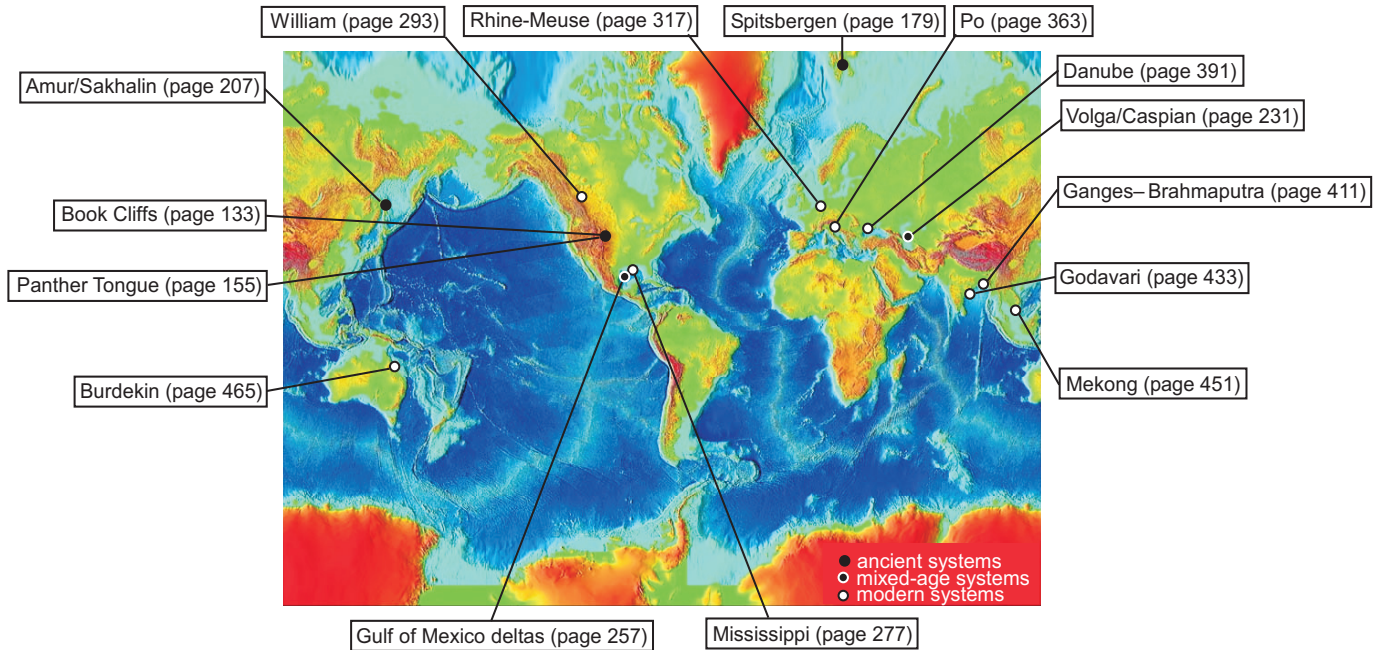 William (page 293)
Rhine-Meuse (page 317)
Spitsbergen (page 179)
Po (page 363)
Amur/Sakhalin (page 207)
Danube (page 391)
Volga/Caspian (page 231)
Book Cliffs (page 133)
Ganges– Brahmaputra (page 411)
Panther Tongue (page 155)
Godavari (page 433)
Burdekin (page 465)
Mekong (page 451)
ancient systems
mixed-age systems
modern systems
Gulf of Mexico deltas (page 257)
Mississippi (page 277)